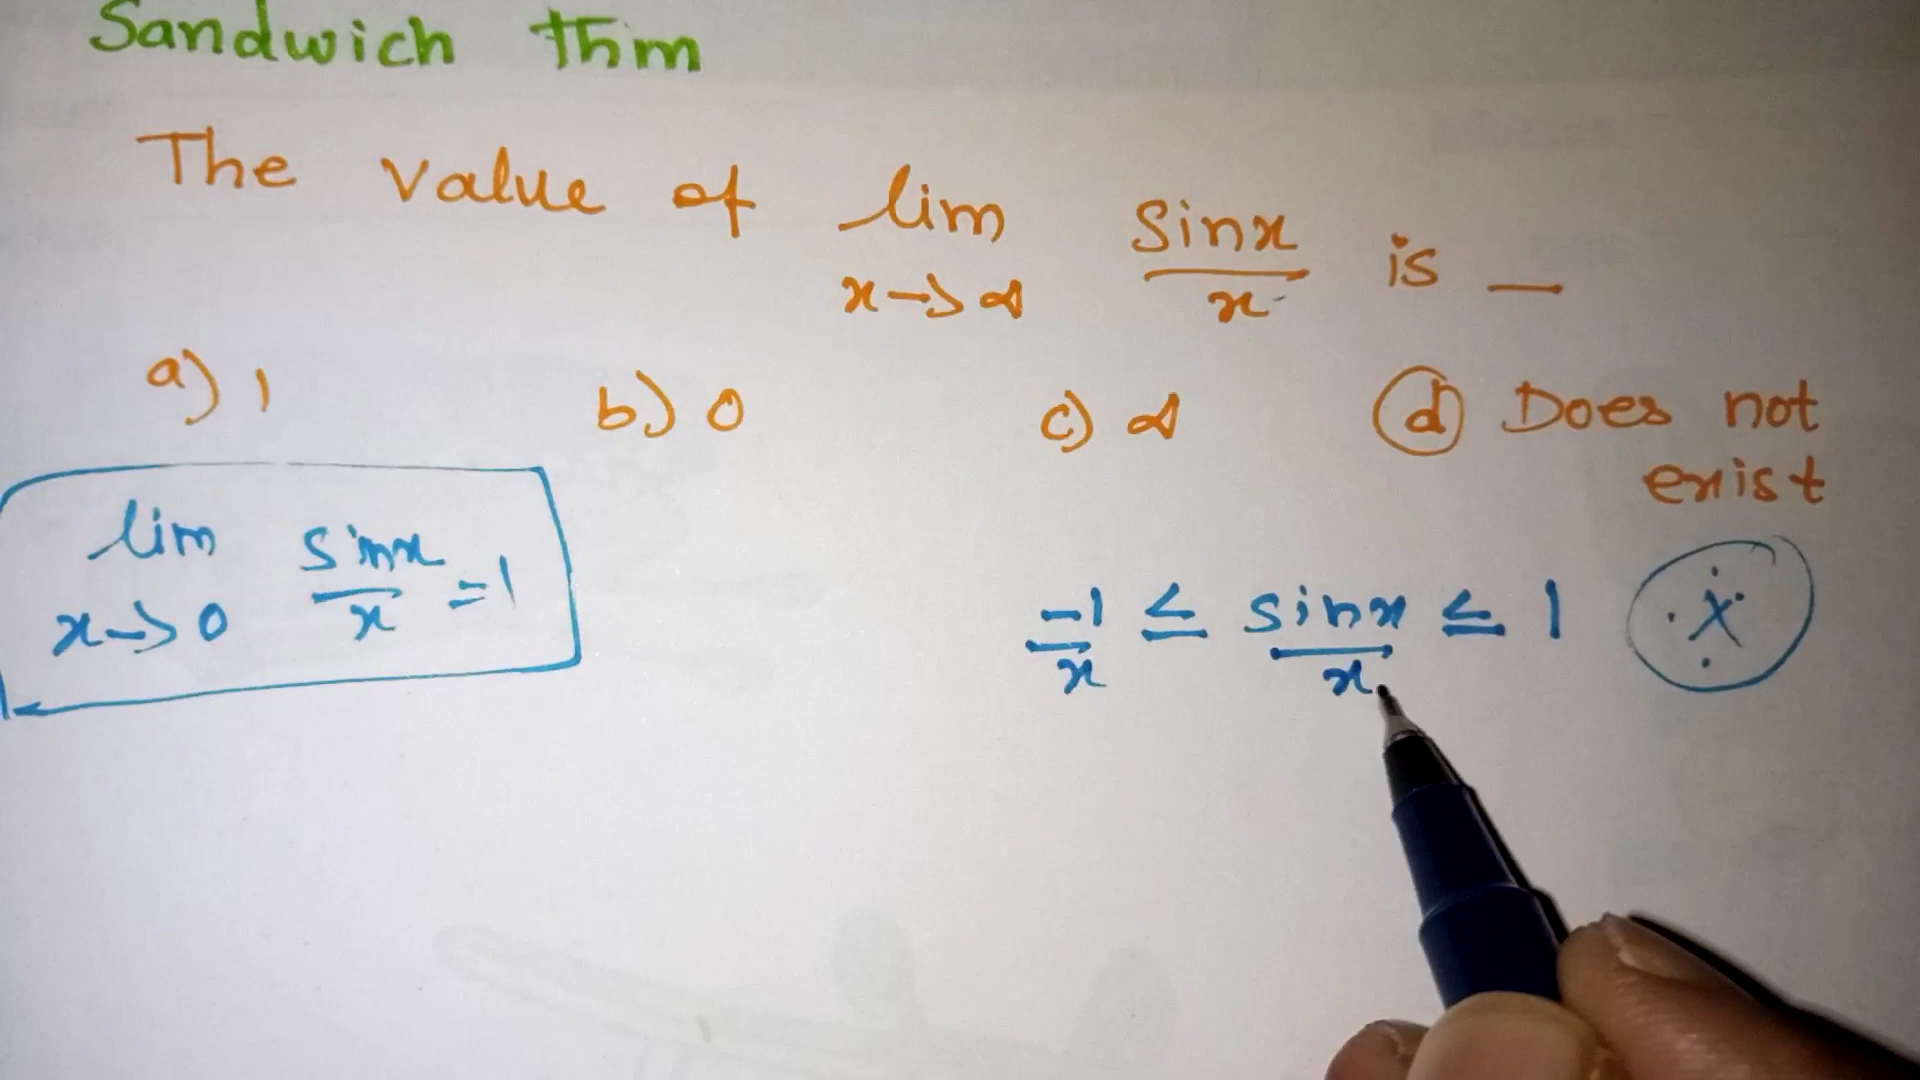 Sandwich thm
The value of lim sinx/x is _
x->∞
a) 1 b) 0 c) ∞ d) Does not
exist
lim sinx/x =1
x->0
-1/x ≤ sinx/x ≤ 1 ÷x